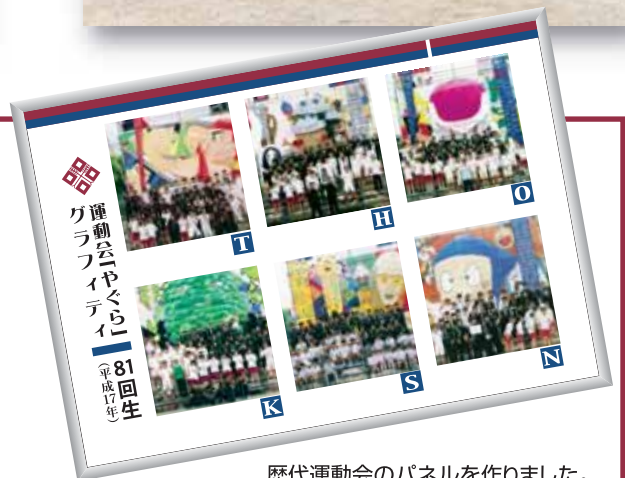 運動会「やぐら」
グラフィティ
81回生
(平成17年)
T
H
O
K
S
N
歴代運動会のパネルを作りました。